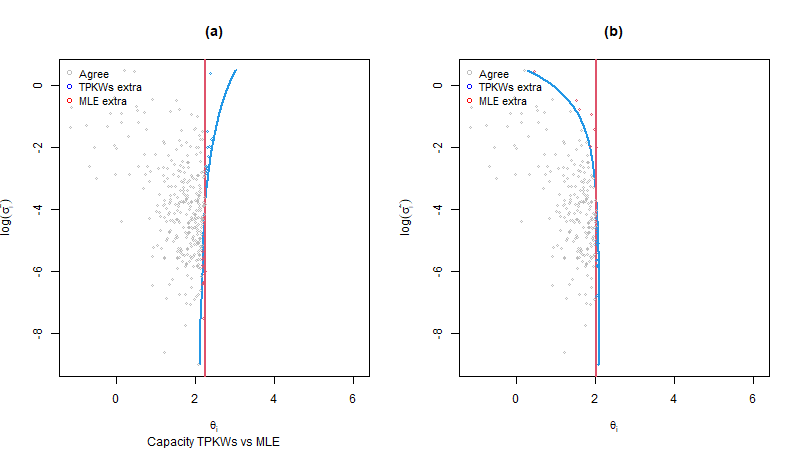 (a)
Agree
TPKWs extra
MLE extra
0
-2
-4
-6
-8
log(σ̂ᵢ)
0 2 4 6
θᵢ
Capacity TPKWs vs MLE
(b)
Agree
TPKWs extra
MLE extra
0
-2
-4
-6
-8
log(σ̂ᵢ)
0 2 4 6
θᵢ